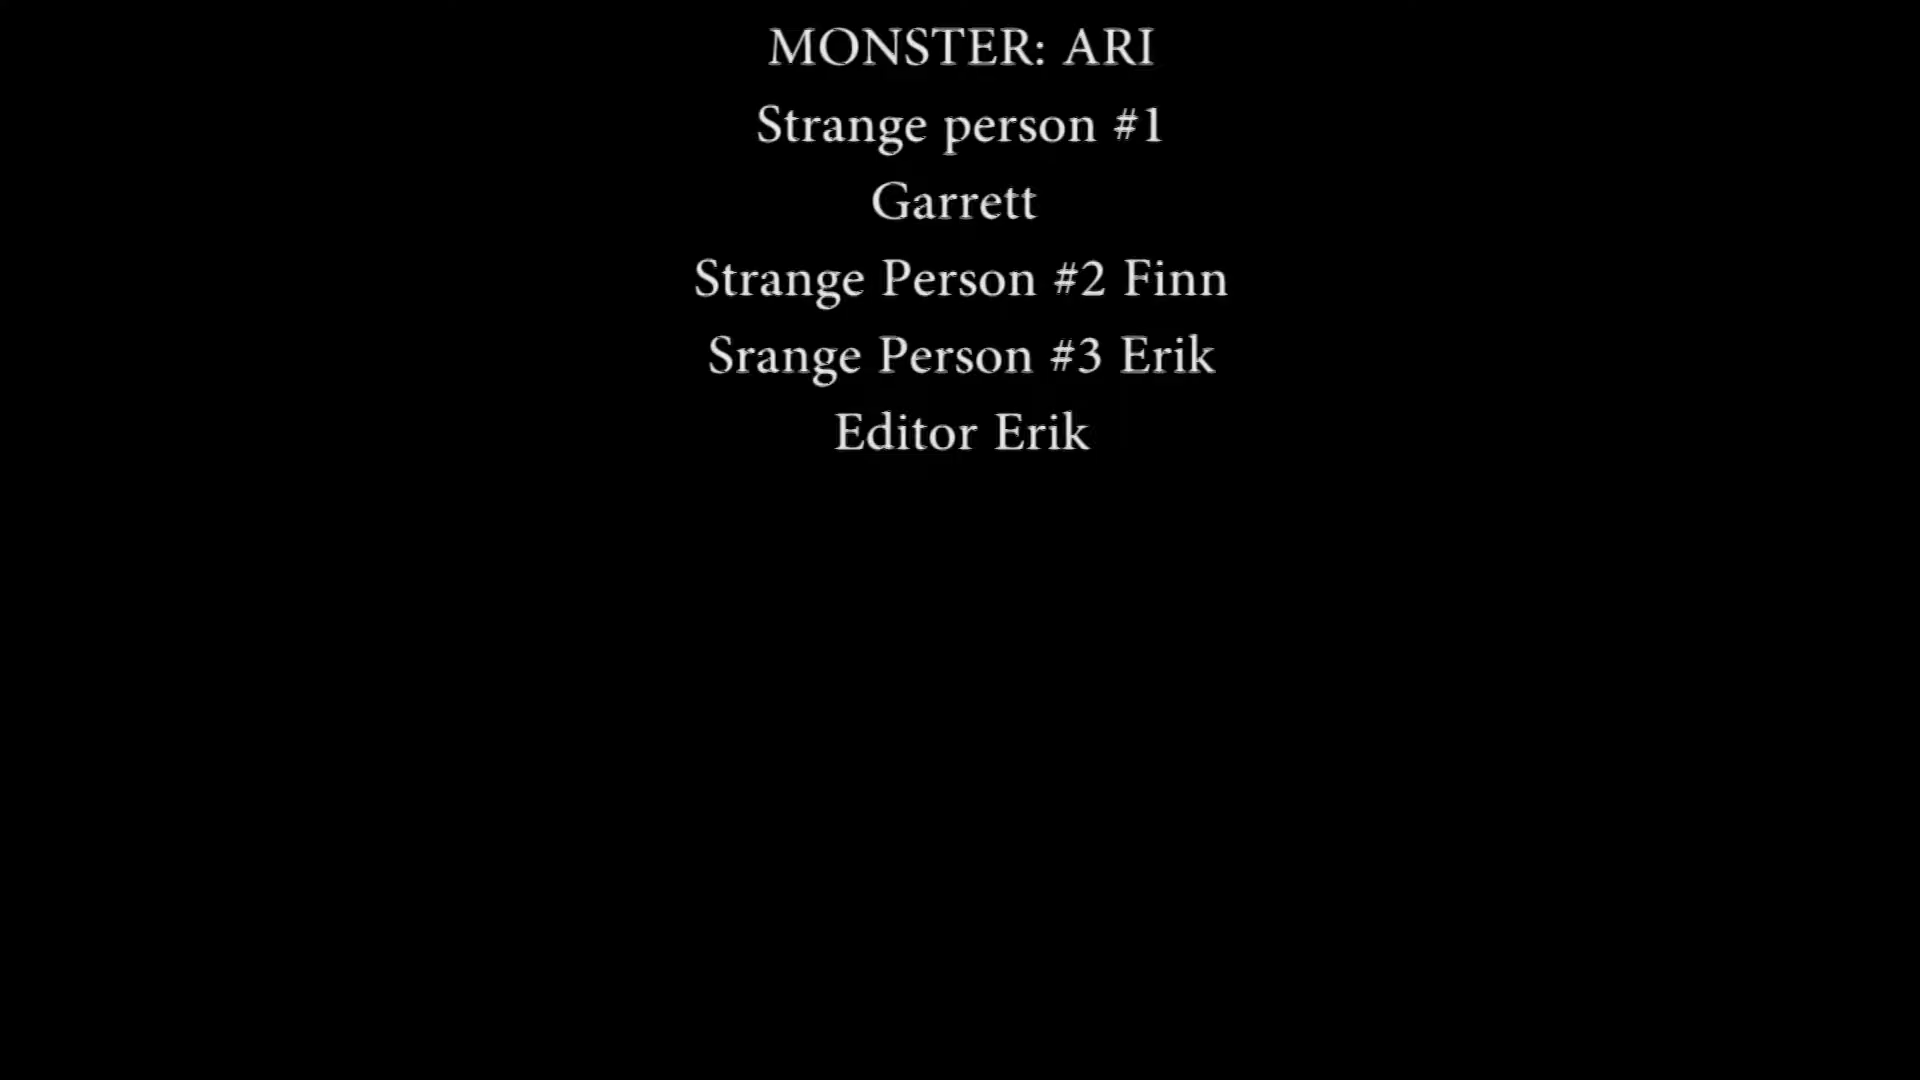 MONSTER: ARI
Strange person #1
Garrett
Strange Person #2 Finn
Srange Person #3 Erik
Editor Erik